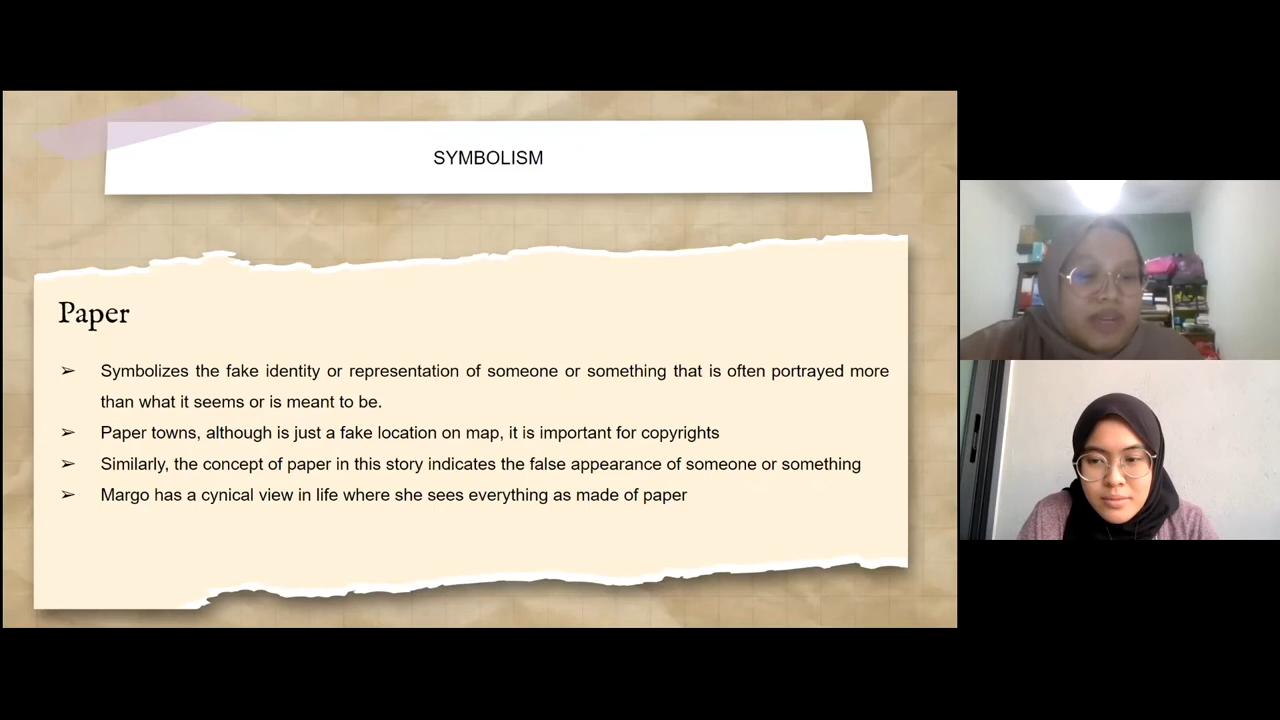 SYMBOLISM
Paper
➢ Symbolizes the fake identity or representation of someone or something that is often portrayed more
than what it seems or is meant to be.
➢ Paper towns, although is just a fake location on map, it is important for copyrights
➢ Similarly, the concept of paper in this story indicates the false appearance of someone or something
➢ Margo has a cynical view in life where she sees everything as made of paper